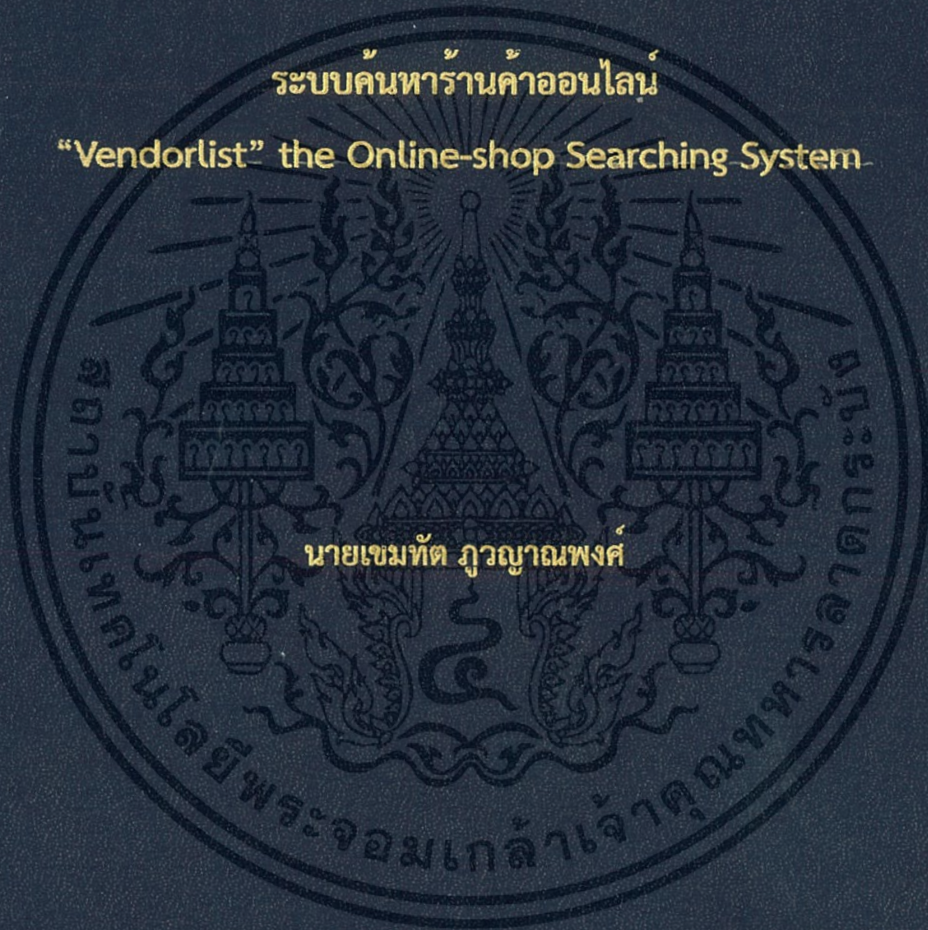 ระบบค้นหาร้านค้าออนไลน์
“Vendorlist” the Online-shop Searching System
นายเขมทัต ภูวญาณพงศ์
สถาบันเทคโนโลยีพระจอมเกล้าเจ้าคุณทหารลาดกระบัง